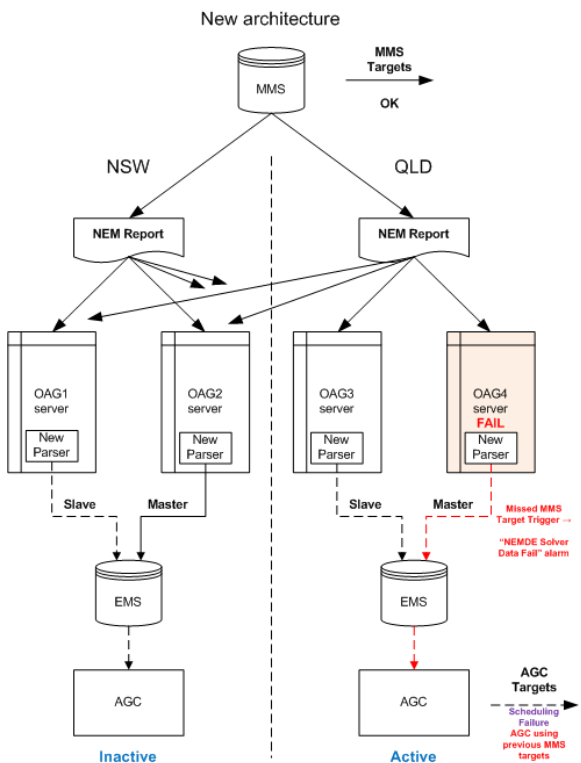 New architecture
MMS
MMS
Targets
OK
NSW
QLD
NEM Report
NEM Report
OAG1
server
New
Parser
OAG2
server
New
Parser
OAG3
server
New
Parser
OAG4
server
FAIL
New
Parser
Slave
Master
Slave
Master
Missed MMS
Target Trigger →
“NEMDE Solver
Data Fail” alarm
EMS
EMS
AGC
AGC
AGC
Targets
Scheduling
Failure
AGC using
previous MMS
targets
Inactive
Active